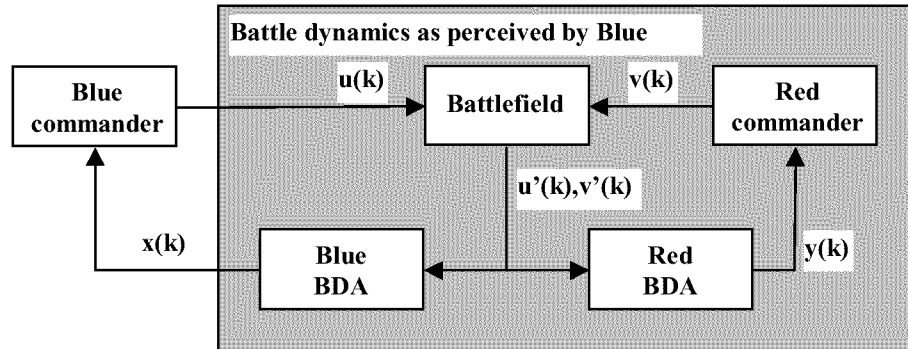 Battle dynamics as perceived by Blue
u(k)
v(k)
Blue
commander
Battlefield
Red
commander
u’(k),v’(k)
x(k)
Blue
BDA
Red
BDA
y(k)